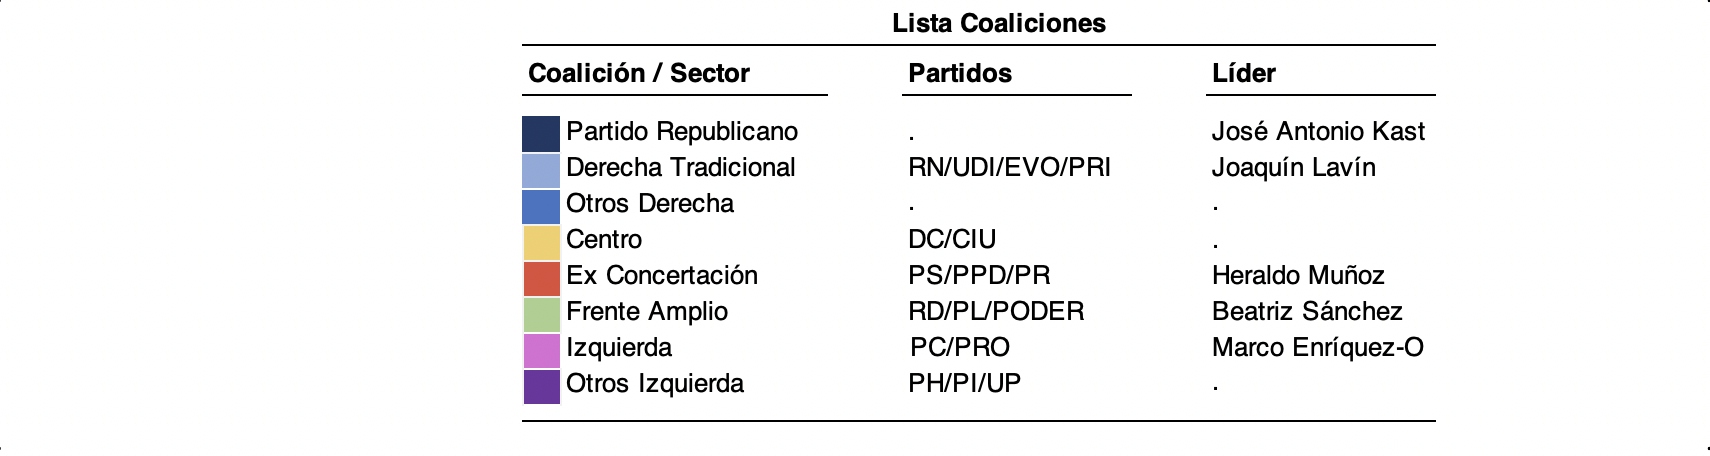 Lista Coaliciones
Coalición / Sector Partidos Líder
Partido Republicano . José Antonio Kast
Derecha Tradicional RN/UDI/EVO/PRI Joaquín Lavín
Otros Derecha . .
Centro DC/CIU .
Ex Concertación PS/PPD/PR Heraldo Muñoz
Frente Amplio RD/PL/PODER Beatriz Sánchez
Izquierda PC/PRO Marco Enríquez-O
Otros Izquierda PH/PI/UP .